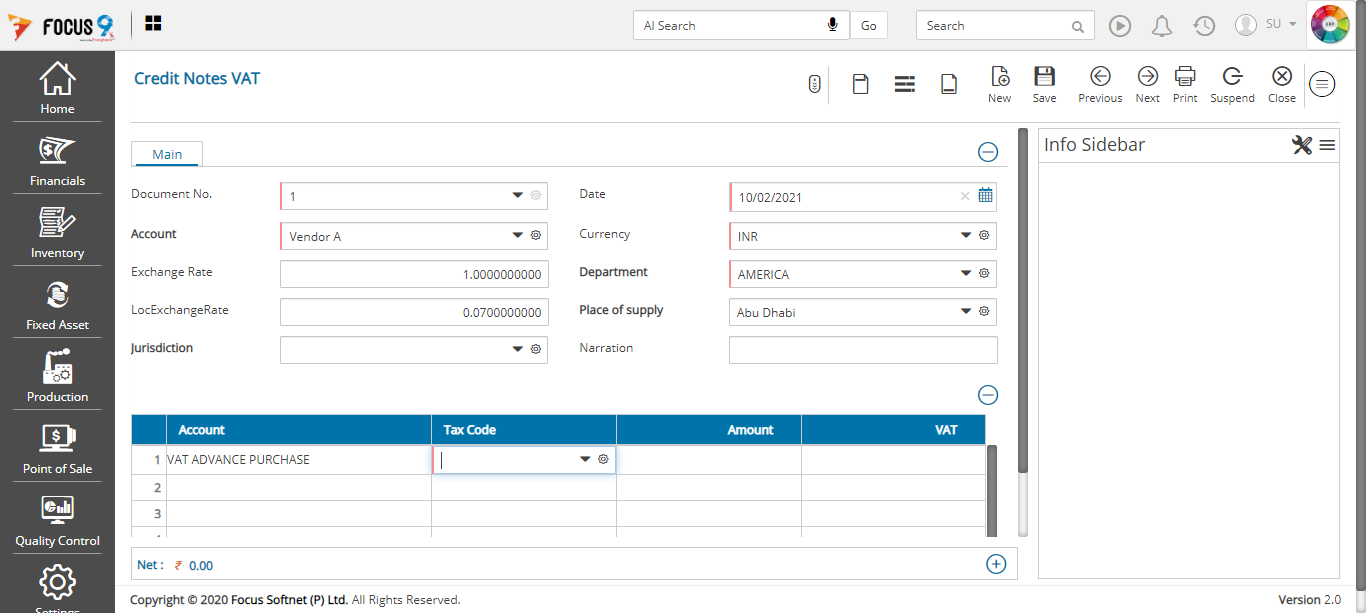 FOCUS 9
AI Search
Go
Search
SU
ERP
Home
Financials
Inventory
Fixed Asset
Production
Point of Sale
Quality Control
Settings
Credit Notes VAT
New
Save
Previous
Next
Print
Suspend
Close
Main
Info Sidebar
Document No. 1
Date 10/02/2021
Account Vendor A
Currency INR
Exchange Rate 1.0000000000
Department AMERICA
LocExchangeRate 0.0700000000
Place of supply Abu Dhabi
Jurisdiction
Narration
Account Tax Code Amount VAT
1 VAT ADVANCE PURCHASE
2
3
Net : ₹ 0.00
Copyright © 2020 Focus Softnet (P) Ltd. All Rights Reserved.
Version 2.0